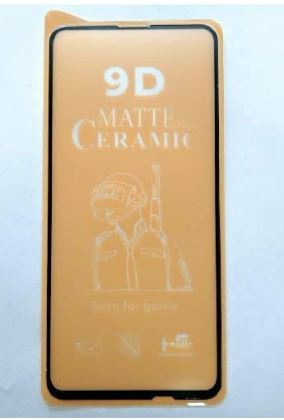 9D
MATTE
CERAMIC
Born for game